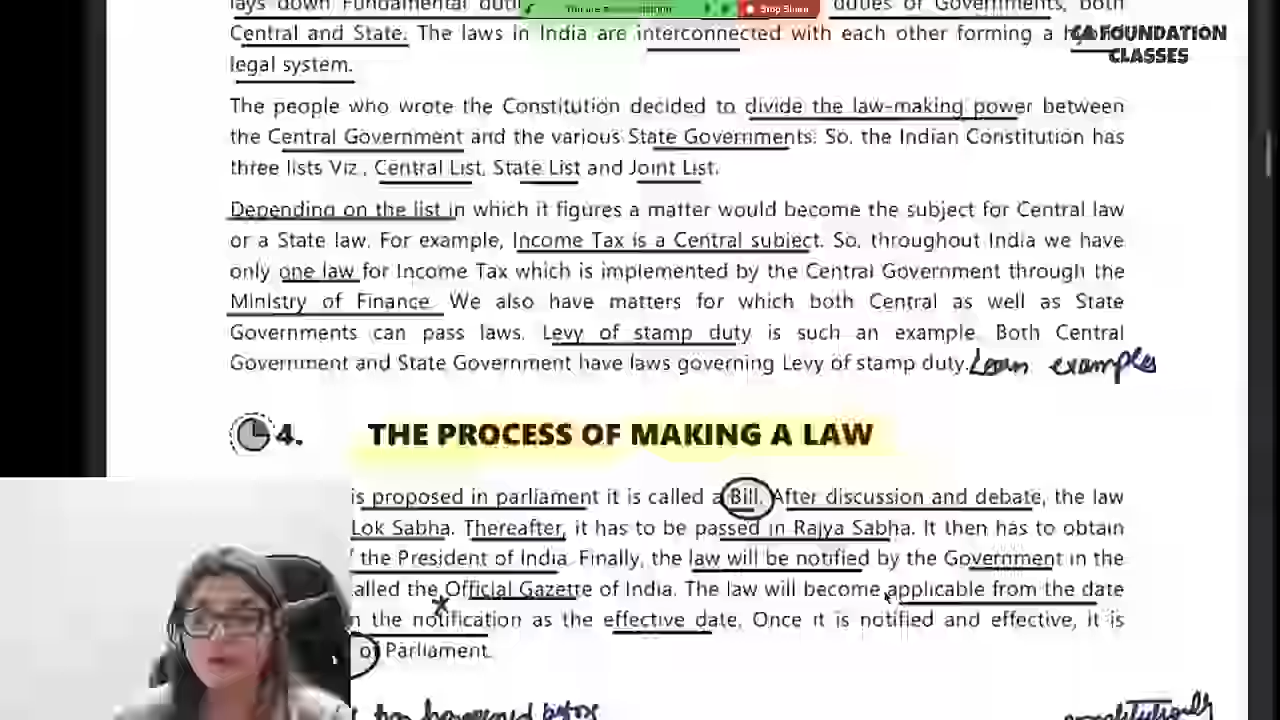 lays down Fundamental duties of Governments, both
Stop Share
Central and State. The laws in India are interconnected with each other forming a
CA FOUNDATION
CLASSES
legal system.
The people who wrote the Constitution decided to divide the law-making power between
the Central Government and the various State Governments. So, the Indian Constitution has
three lists Viz., Central List, State List and Joint List.
Depending on the list in which it figures a matter would become the subject for Central law
or a State law. For example, Income Tax is a Central subject. So, throughout India we have
only one law for Income Tax which is implemented by the Central Government through the
Ministry of Finance. We also have matters for which both Central as well as State
Governments can pass laws. Levy of stamp duty is such an example. Both Central
Government and State Government have laws governing Levy of stamp duty. Learn examples
4. THE PROCESS OF MAKING A LAW
is proposed in parliament it is called a Bill. After discussion and debate, the law
Lok Sabha. Thereafter, it has to be passed in Rajya Sabha. It then has to obtain
the President of India. Finally, the law will be notified by the Government in the
alled the Official Gazette of India. The law will become applicable from the date
n the notification as the effective date. Once it is notified and effective, it is
of Parliament.
happened before